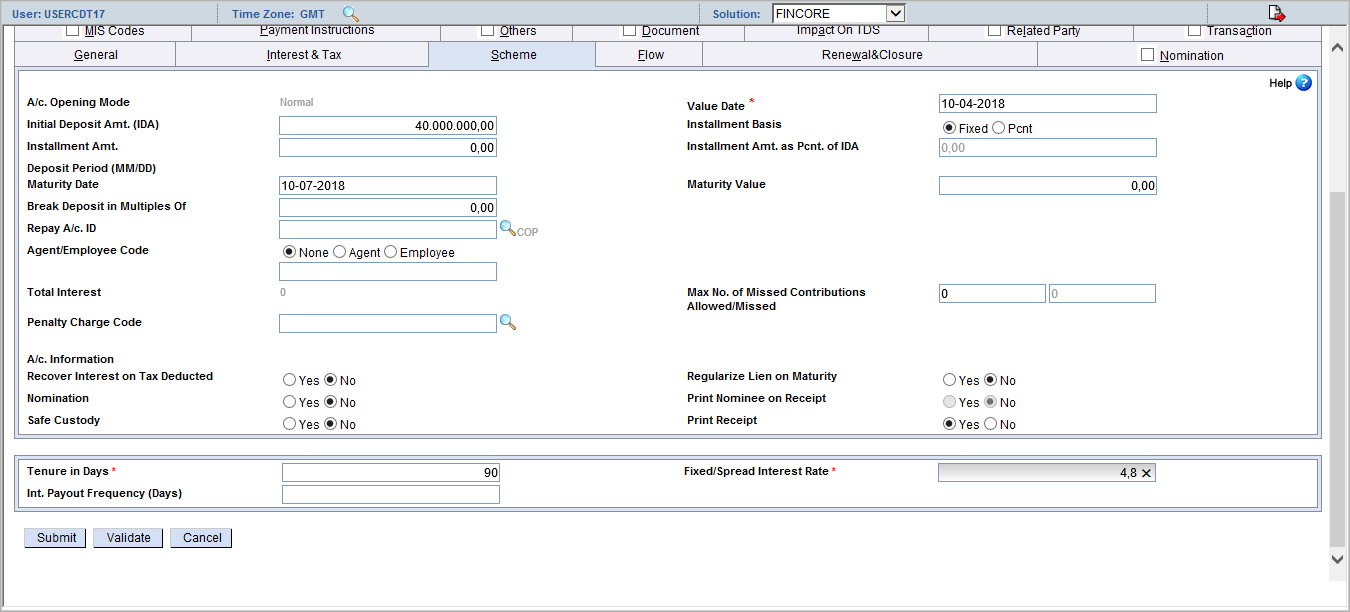 User: USERCDT17 Time Zone: GMT Solution: FINCORE
MIS Codes Payment Instructions Others Document Impact On TDS Related Party Transaction
General Interest & Tax Scheme Flow Renewal&Closure Nomination
Help ?
A/c. Opening Mode Normal Value Date * 10-04-2018
Initial Deposit Amt. (IDA) 40.000.000,00 Installment Basis Fixed Pcnt
Installment Amt. 0,00 Installment Amt. as Pcnt. of IDA 0,00
Deposit Period (MM/DD)
Maturity Date 10-07-2018 Maturity Value 0,00
Break Deposit in Multiples Of 0,00
Repay A/c. ID COP
Agent/Employee Code None Agent Employee
Total Interest 0 Max No. of Missed Contributions 0 0
Allowed/Missed
Penalty Charge Code
A/c. Information
Recover Interest on Tax Deducted Yes No Regularize Lien on Maturity Yes No
Nomination Yes No Print Nominee on Receipt Yes No
Safe Custody Yes No Print Receipt Yes No
Tenure in Days * 90 Fixed/Spread Interest Rate * 4,8 ✕
Int. Payout Frequency (Days)
Submit Validate Cancel